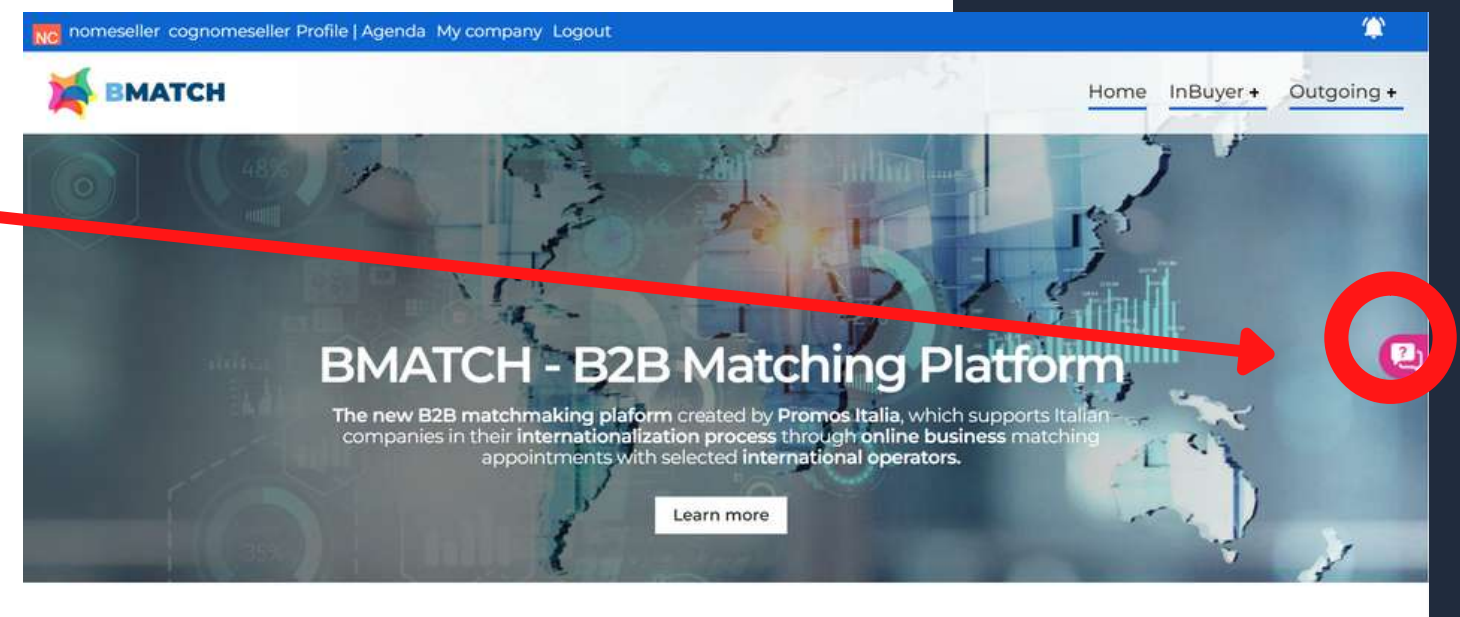 NC nomeseller cognomeseller Profile | Agenda My company Logout
BMATCH
Home InBuyer + Outgoing +
48%
BMATCH - B2B Matching Platform
The new B2B matchmaking plaform created by Promos Italia, which supports Italian
companies in their internationalization process through online business matching
appointments with selected international operators.
Learn more
35%